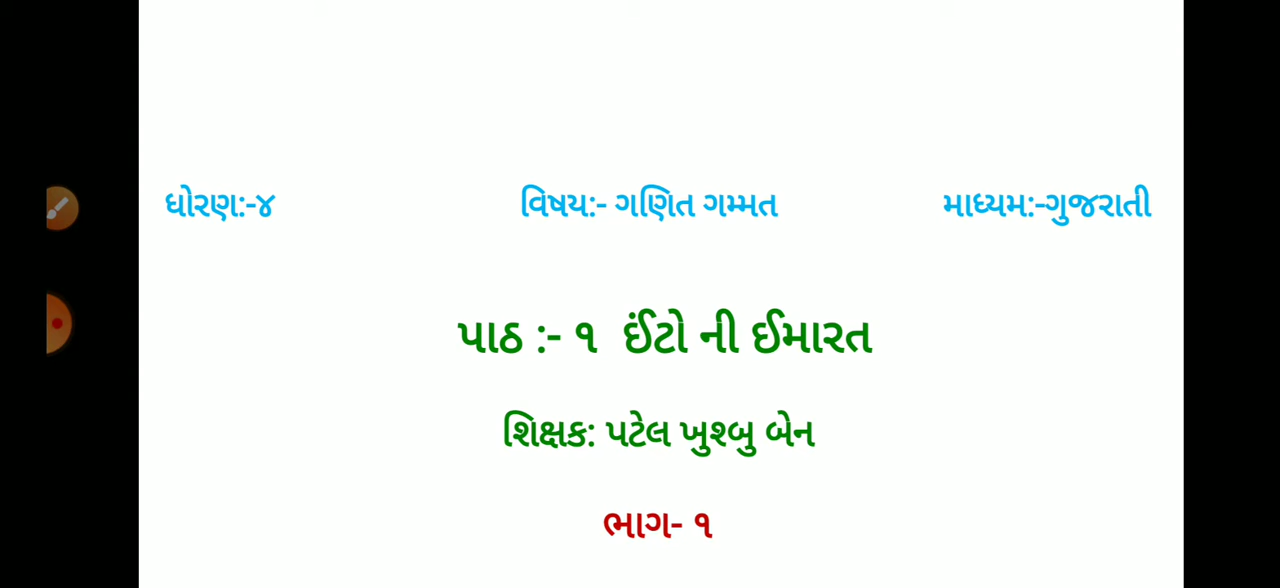 ધોરણ:-૪ વિષય:- ગણિત ગમ્મત માધ્યમ:-ગુજરાતી
પાઠ :- ૧ ઈંટો ની ઈમારત
શિક્ષક: પટેલ ખુશ્બુ બેન
ભાગ- ૧